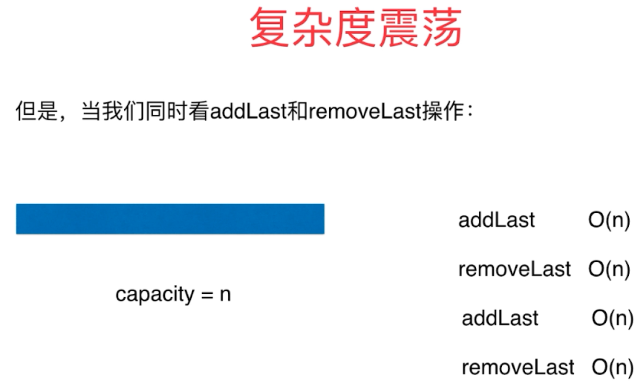 复杂度震荡
但是，当我们同时看addLast和removeLast操作：
addLast O(n)
removeLast O(n)
capacity = n
addLast O(n)
removeLast O(n)